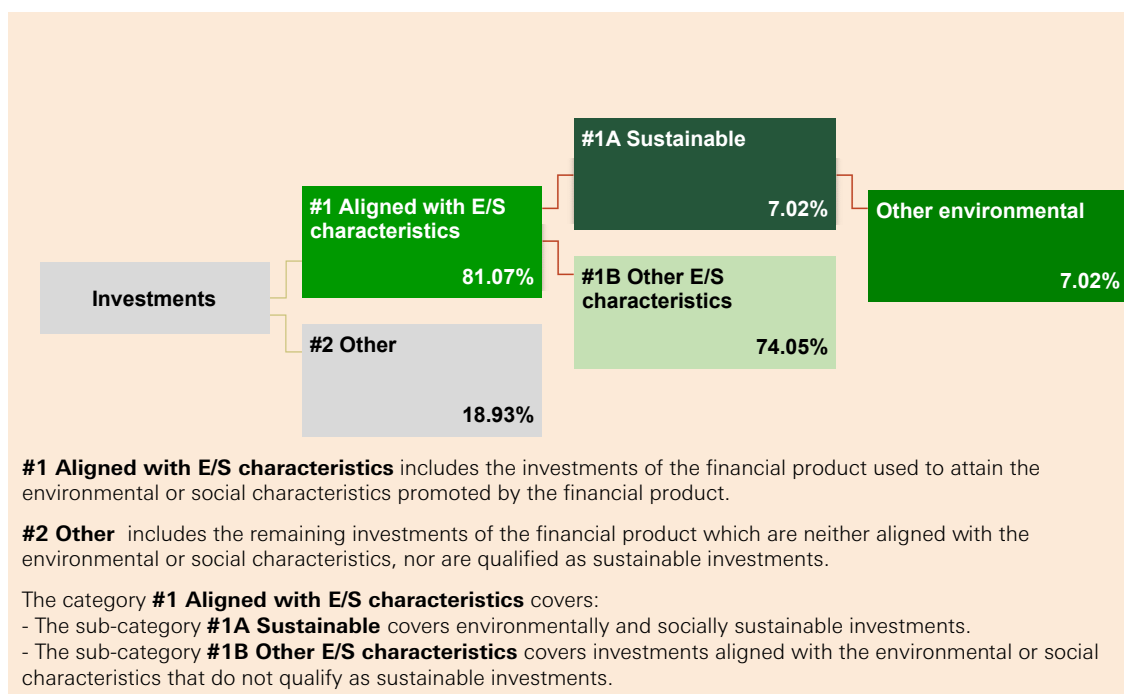 #1A Sustainable
7.02%
#1 Aligned with E/S
characteristics
81.07%
Other environmental
7.02%
Investments
#1B Other E/S
characteristics
74.05%
#2 Other
18.93%
#1 Aligned with E/S characteristics includes the investments of the financial product used to attain the
environmental or social characteristics promoted by the financial product.
#2 Other includes the remaining investments of the financial product which are neither aligned with the
environmental or social characteristics, nor are qualified as sustainable investments.
The category #1 Aligned with E/S characteristics covers:
- The sub-category #1A Sustainable covers environmentally and socially sustainable investments.
- The sub-category #1B Other E/S characteristics covers investments aligned with the environmental or social
characteristics that do not qualify as sustainable investments.